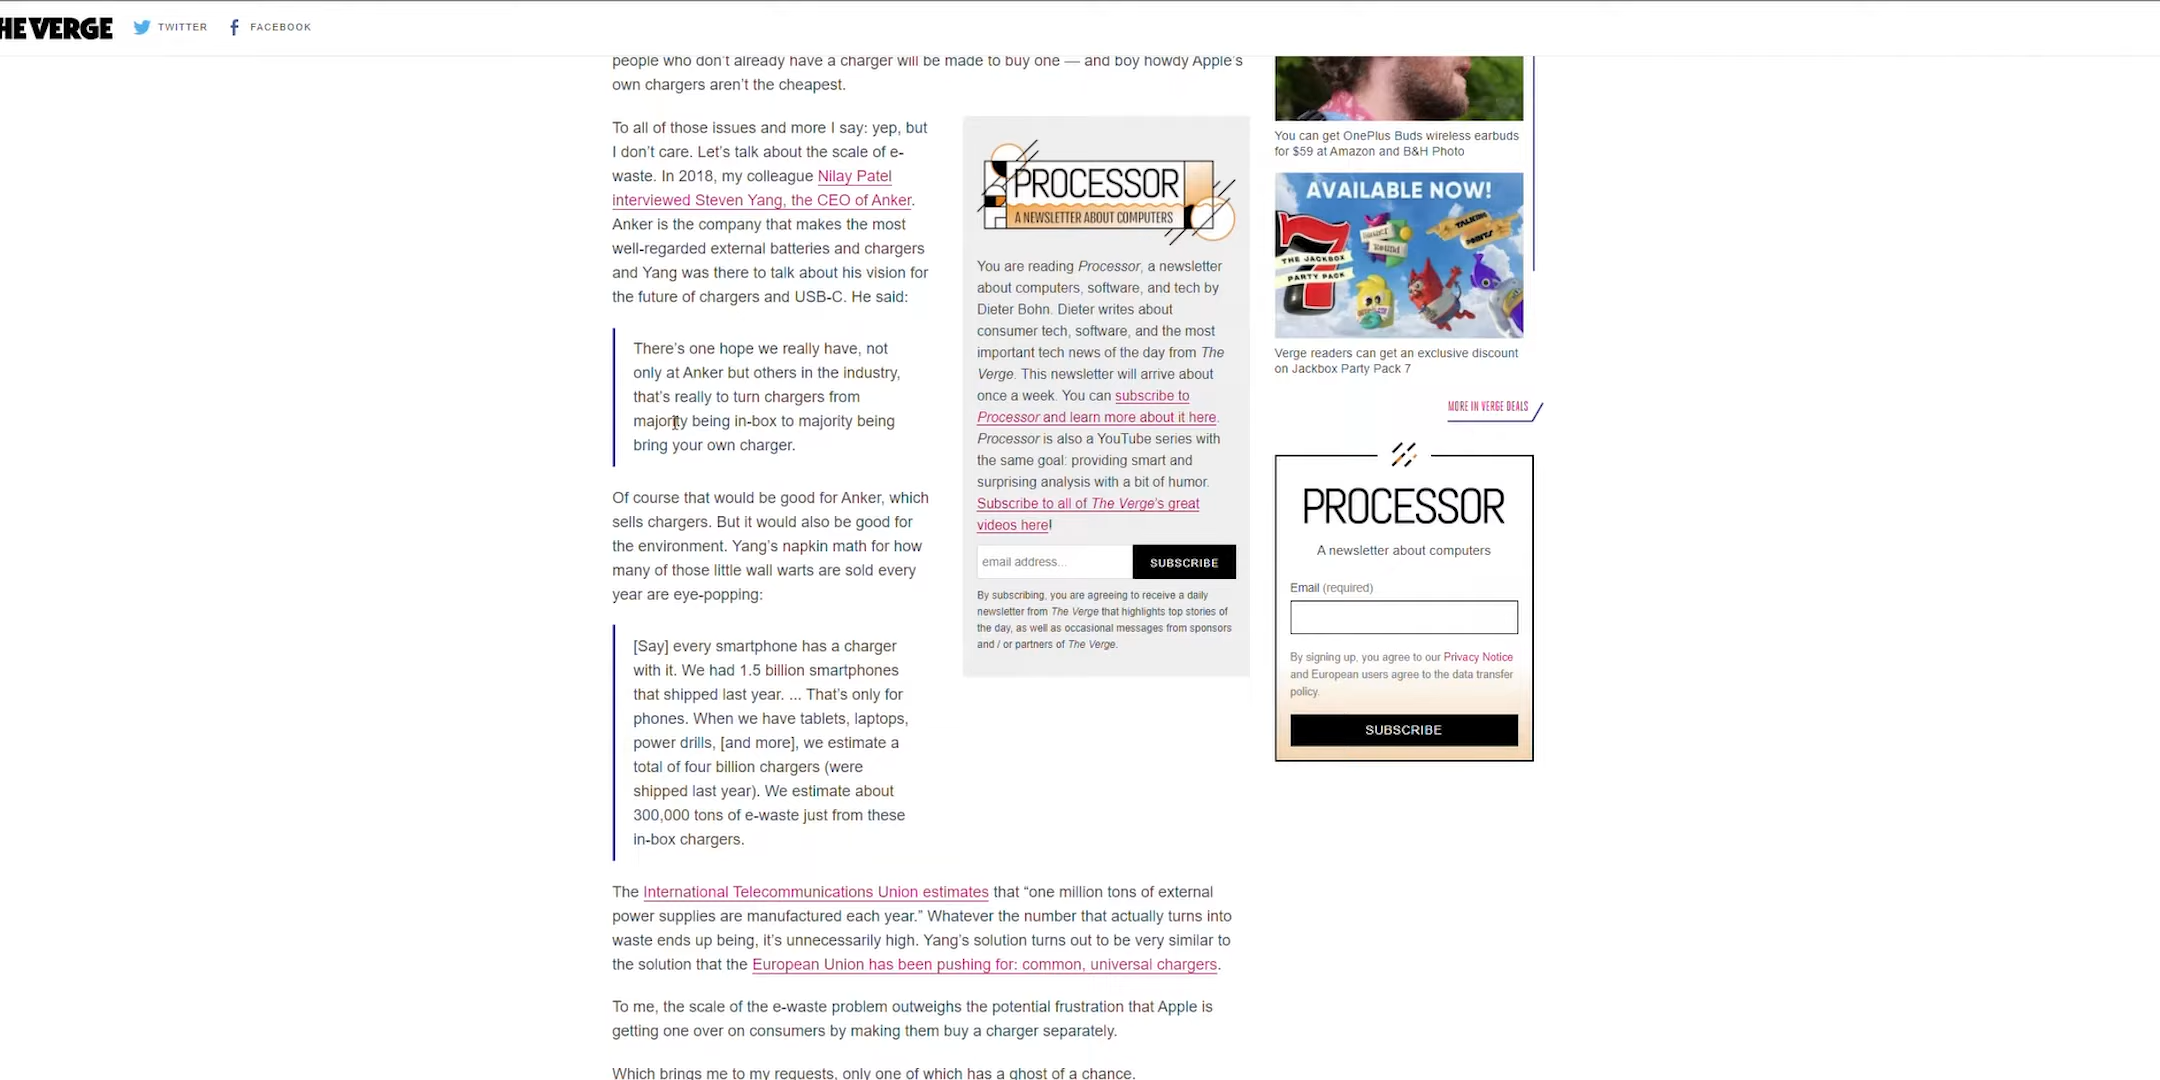 HE VERGE
TWITTER
FACEBOOK
people who don’t already have a charger will be made to buy one — and boy howdy Apple’s
own chargers aren’t the cheapest.
To all of those issues and more I say: yep, but
I don’t care. Let’s talk about the scale of e-
waste. In 2018, my colleague Nilay Patel
interviewed Steven Yang, the CEO of Anker.
Anker is the company that makes the most
well-regarded external batteries and chargers
and Yang was there to talk about his vision for
the future of chargers and USB-C. He said:
There’s one hope we really have, not
only at Anker but others in the industry,
that’s really to turn chargers from
majority being in-box to majority being
bring your own charger.
Of course that would be good for Anker, which
sells chargers. But it would also be good for
the environment. Yang’s napkin math for how
many of those little wall warts are sold every
year are eye-popping:
[Say] every smartphone has a charger
with it. We had 1.5 billion smartphones
that shipped last year. ... That’s only for
phones. When we have tablets, laptops,
power drills, [and more], we estimate a
total of four billion chargers (were
shipped last year). We estimate about
300,000 tons of e-waste just from these
in-box chargers.
The International Telecommunications Union estimates that “one million tons of external
power supplies are manufactured each year.” Whatever the number that actually turns into
waste ends up being, it’s unnecessarily high. Yang’s solution turns out to be very similar to
the solution that the European Union has been pushing for: common, universal chargers.
To me, the scale of the e-waste problem outweighs the potential frustration that Apple is
getting one over on consumers by making them buy a charger separately.
Which brings me to my requests, only one of which has a ghost of a chance.
PROCESSOR
A NEWSLETTER ABOUT COMPUTERS
You are reading Processor, a newsletter
about computers, software, and tech by
Dieter Bohn. Dieter writes about
consumer tech, software, and the most
important tech news of the day from The
Verge. This newsletter will arrive about
once a week. You can subscribe to
Processor and learn more about it here.
Processor is also a YouTube series with
the same goal: providing smart and
surprising analysis with a bit of humor.
Subscribe to all of The Verge’s great
videos here!
email address...
SUBSCRIBE
By subscribing, you are agreeing to receive a daily
newsletter from The Verge that highlights top stories of
the day, as well as occasional messages from sponsors
and / or partners of The Verge.
You can get OnePlus Buds wireless earbuds
for $59 at Amazon and B&H Photo
AVAILABLE NOW!
7
THE JACKBOX
PARTY PACK
TALKING
POINTS
Verge readers can get an exclusive discount
on Jackbox Party Pack 7
MORE IN VERGE DEALS
PROCESSOR
A newsletter about computers
Email (required)
By signing up, you agree to our Privacy Notice
and European users agree to the data transfer
policy.
SUBSCRIBE